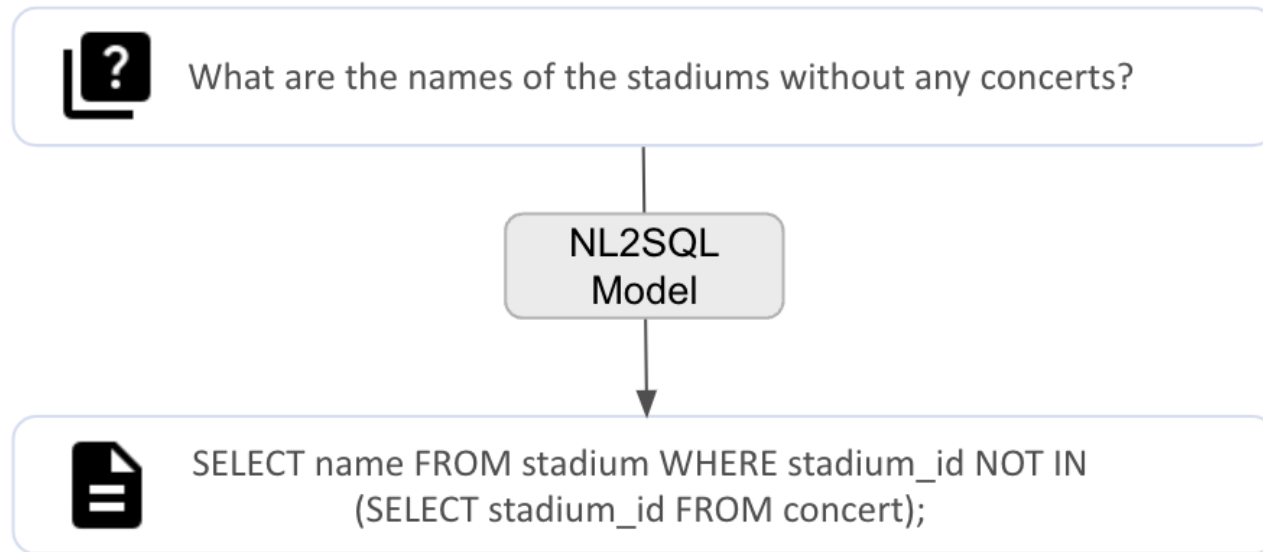 ?
What are the names of the stadiums without any concerts?
NL2SQL
Model
SELECT name FROM stadium WHERE stadium_id NOT IN
(SELECT stadium_id FROM concert);